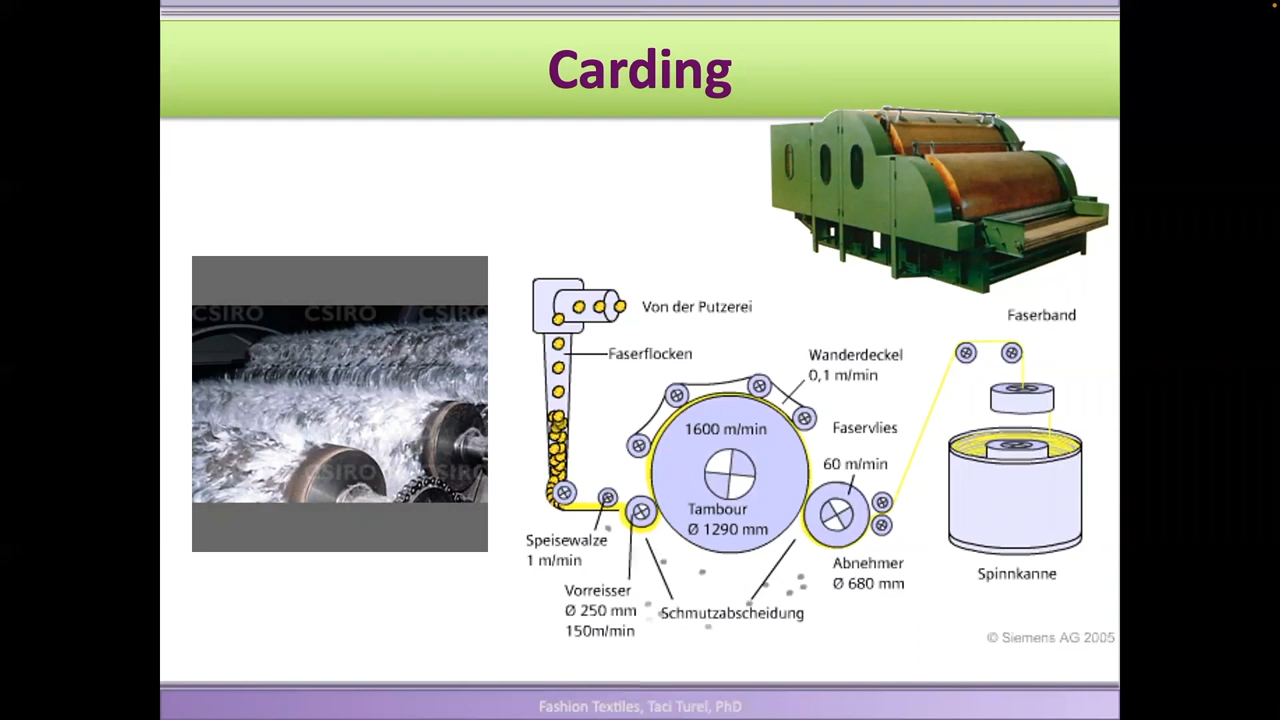 Carding
CSIRO CSIRO CSIRO
CSIRO CSIRO
Von der Putzerei
Faserflocken
Wanderdeckel
0,1 m/min
Faserband
1600 m/min
Faservlies
60 m/min
Tambour
Ø 1290 mm
Speisewalze
1 m/min
Vorreisser
Ø 250 mm
150m/min
Schmutzabscheidung
Abnehmer
Ø 680 mm
Spinnkanne
© Siemens AG 2005
Fashion Textiles, Taci Turel, PhD